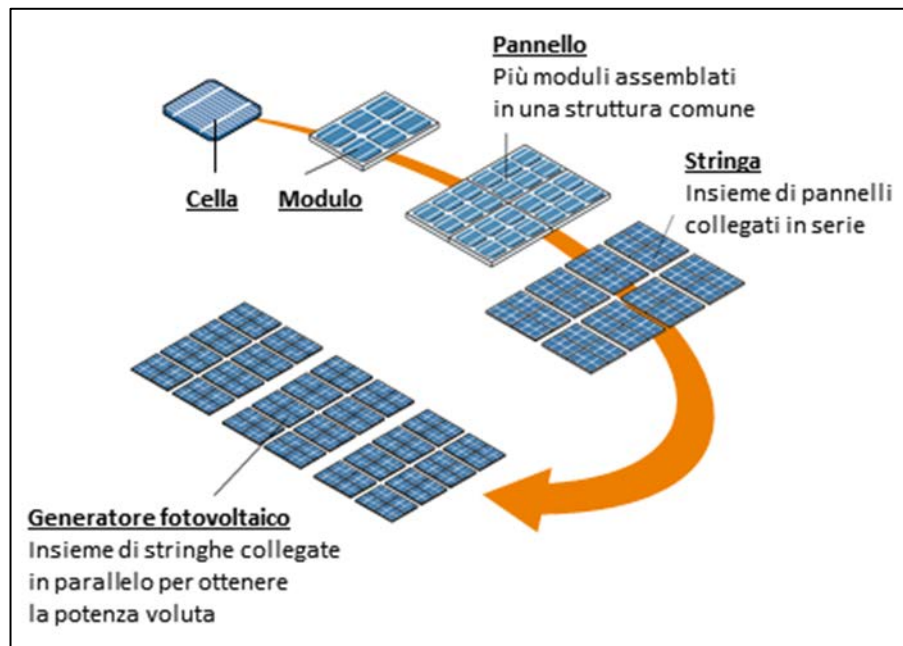 Pannello
Più moduli assemblati
in una struttura comune
Stringa
Insieme di pannelli
collegati in serie
Cella
Modulo
Generatore fotovoltaico
Insieme di stringhe collegate
in parallelo per ottenere
la potenza voluta